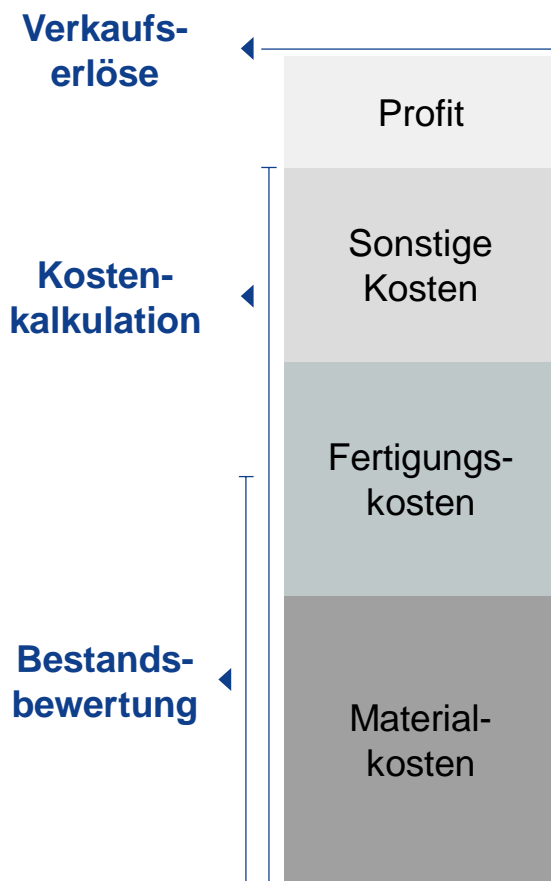 Verkaufs-
erlöse
Profit
Sonstige
Kosten
Kosten-
kalkulation
Fertigungs-
kosten
Bestands-
bewertung
Material-
kosten